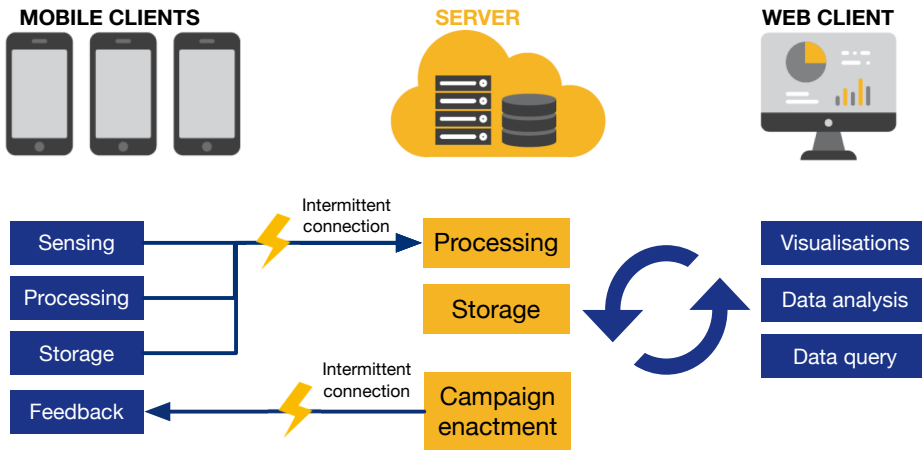 MOBILE CLIENTS
SERVER
WEB CLIENT
Intermittent
connection
Sensing
Processing
Visualisations
Processing
Storage
Data analysis
Storage
Data query
Intermittent
connection
Feedback
Campaign
enactment